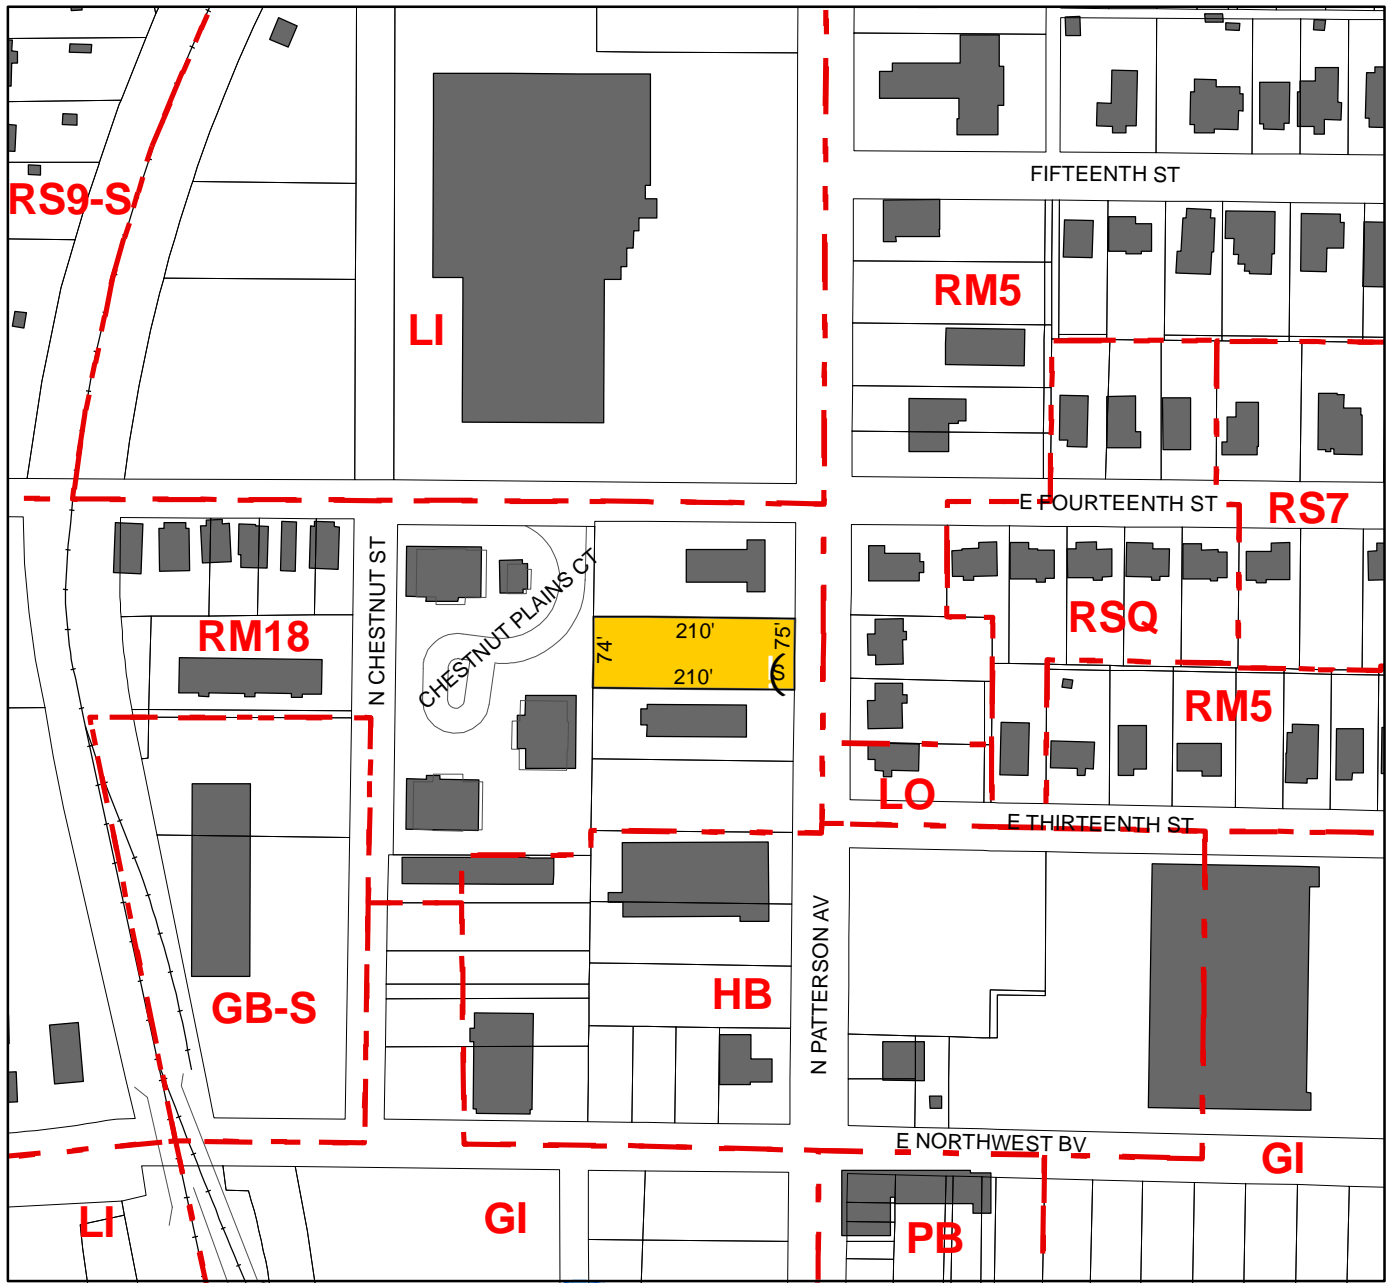 FIFTEENTH ST
RS9-S
RM5
LI
E FOURTEENTH ST
RS7
N CHESTNUT ST
CHESTNUT PLAINS CT
RM18
74'
210'
75'
210'
S
RSQ
RM5
LO
E THIRTEENTH ST
N PATTERSON AV
HB
GB-S
E NORTHWEST BV
GI
LI
GI
PB